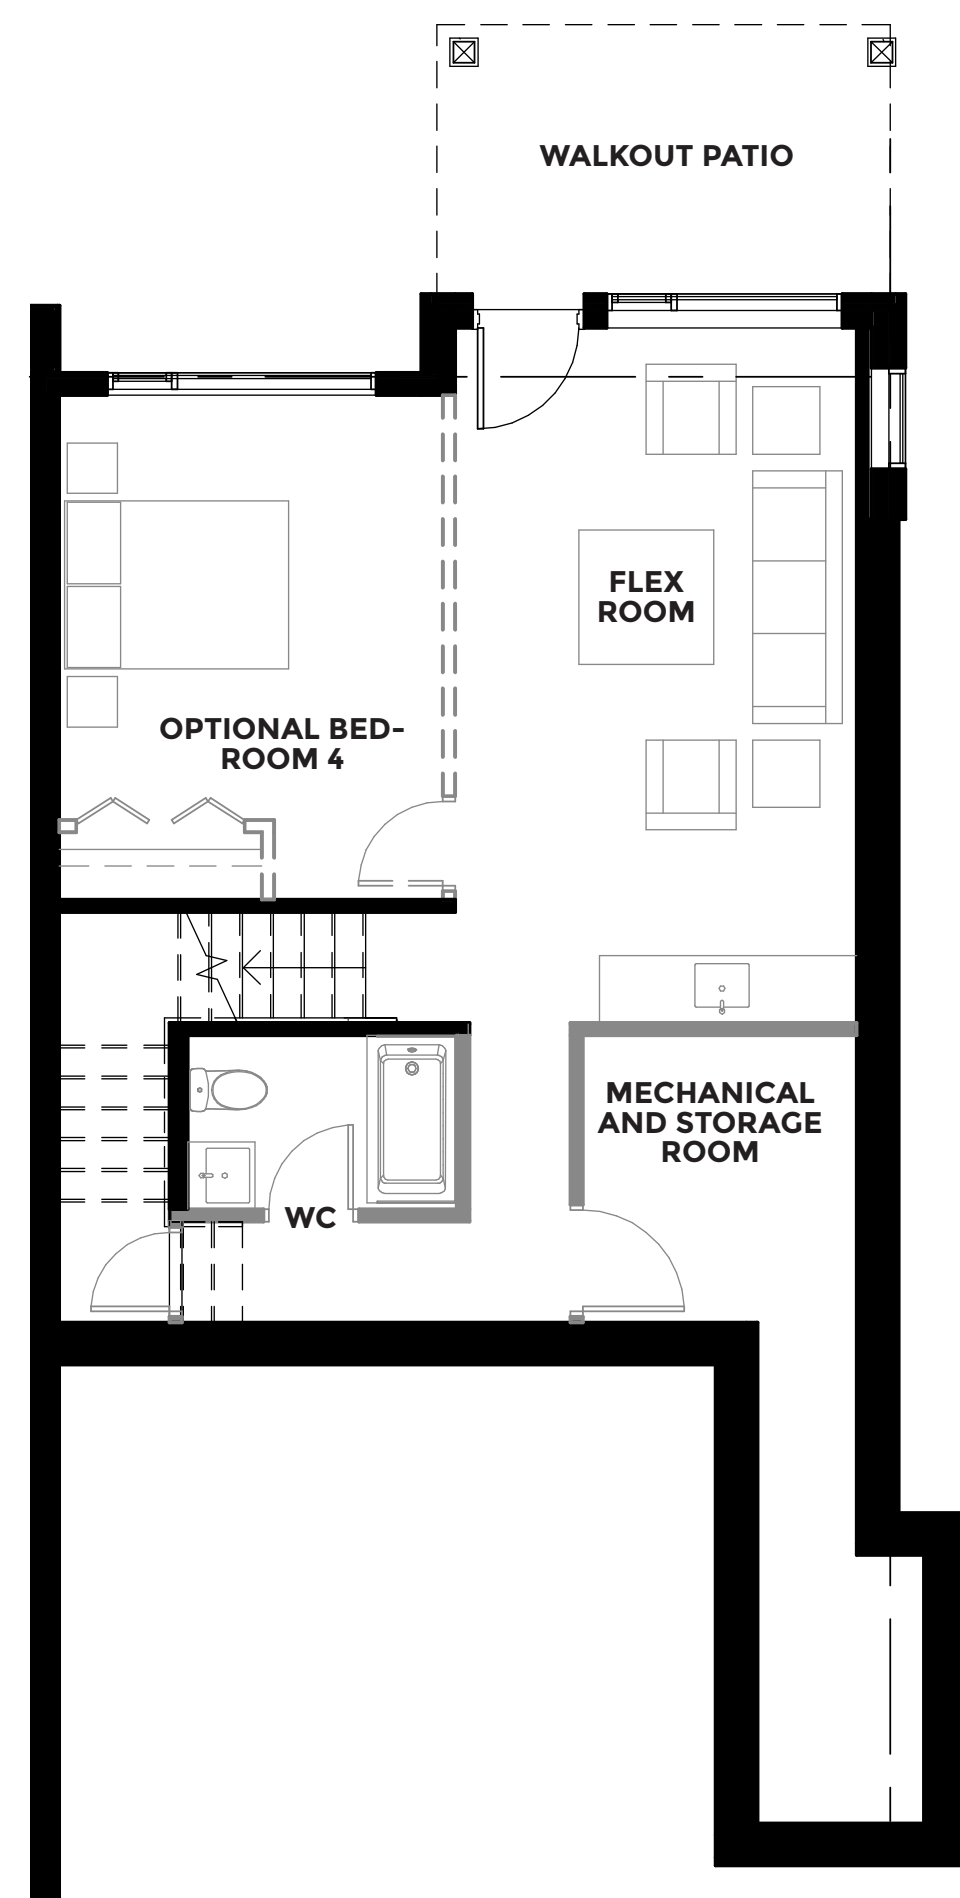 WALKOUT PATIO
FLEX
ROOM
OPTIONAL BED-
ROOM 4
MECHANICAL
AND STORAGE
ROOM
WC